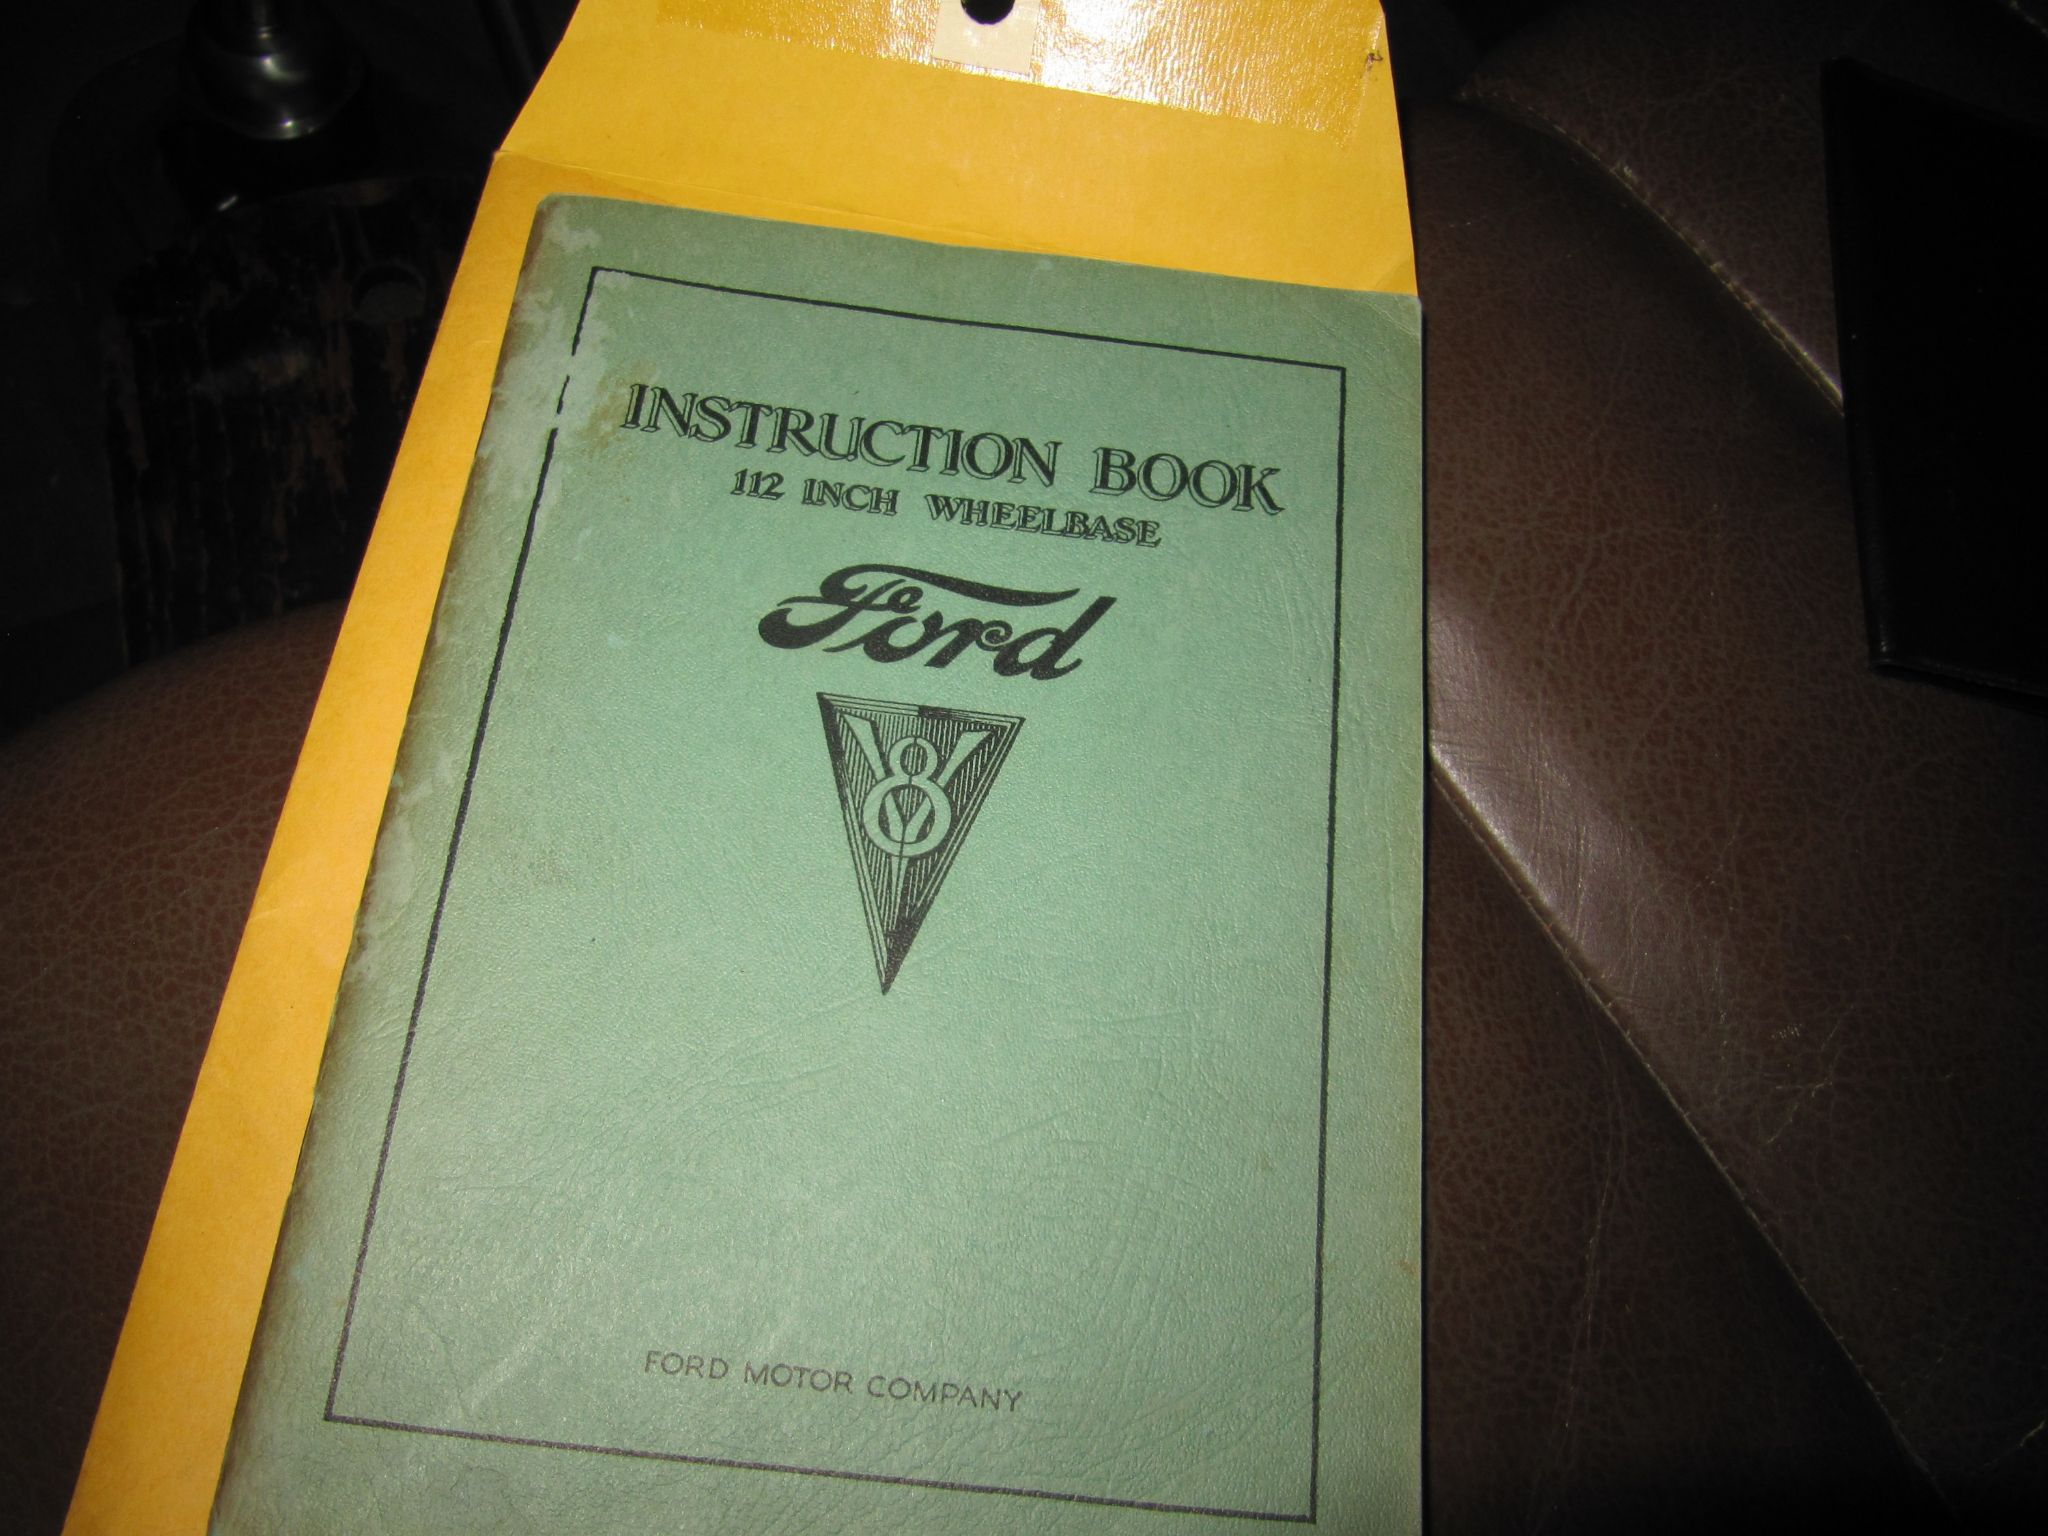 INSTRUCTION BOOK
112 INCH WHEELBASE
Ford
V8
FORD MOTOR COMPANY